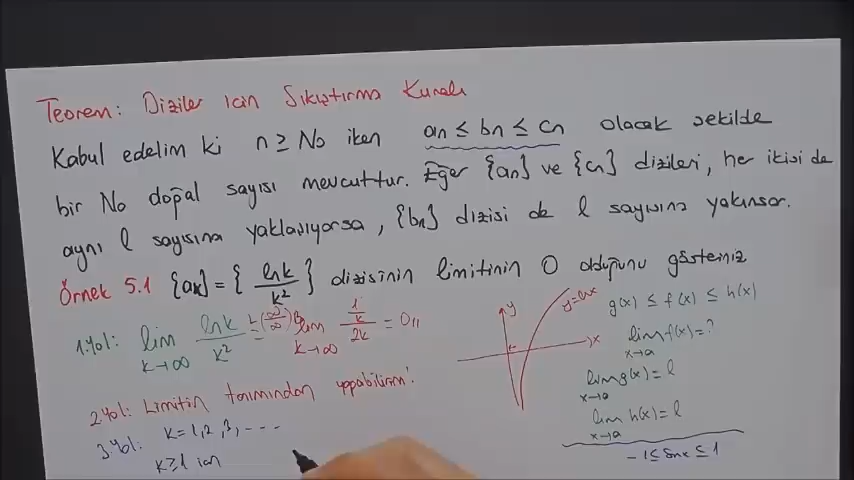 Teorem: Diziler için Sıkıştırma Kuralı
Kabul edelim ki n ≥ No iken an ≤ bn ≤ cn olacak şekilde
bir No doğal sayısı mevcuttur. Eğer {an} ve {cn} dizileri, her ikisi de
aynı l sayısına yaklaşıyorsa, {bn} dizisi de l sayısına yakınsar.
Örnek 5.1 {ak} = { lnk / k² } dizisinin limitinin 0 olduğunu gösteriniz
1.Yol: lim k→∞ lnk / k² = L (∞/∞) lim k→∞ (1/k) / 2k = 0//
2.Yol: Limitin tanımından yapabilirsin!
3.Yol: k = 1,2,3,----
k≥1 için
y
y=lnx
x
g(x) ≤ f(x) ≤ h(x)
lim x→a f(x) = ?
lim x→a g(x) = l
lim x→a h(x) = l
-1 ≤ sinx ≤ 1